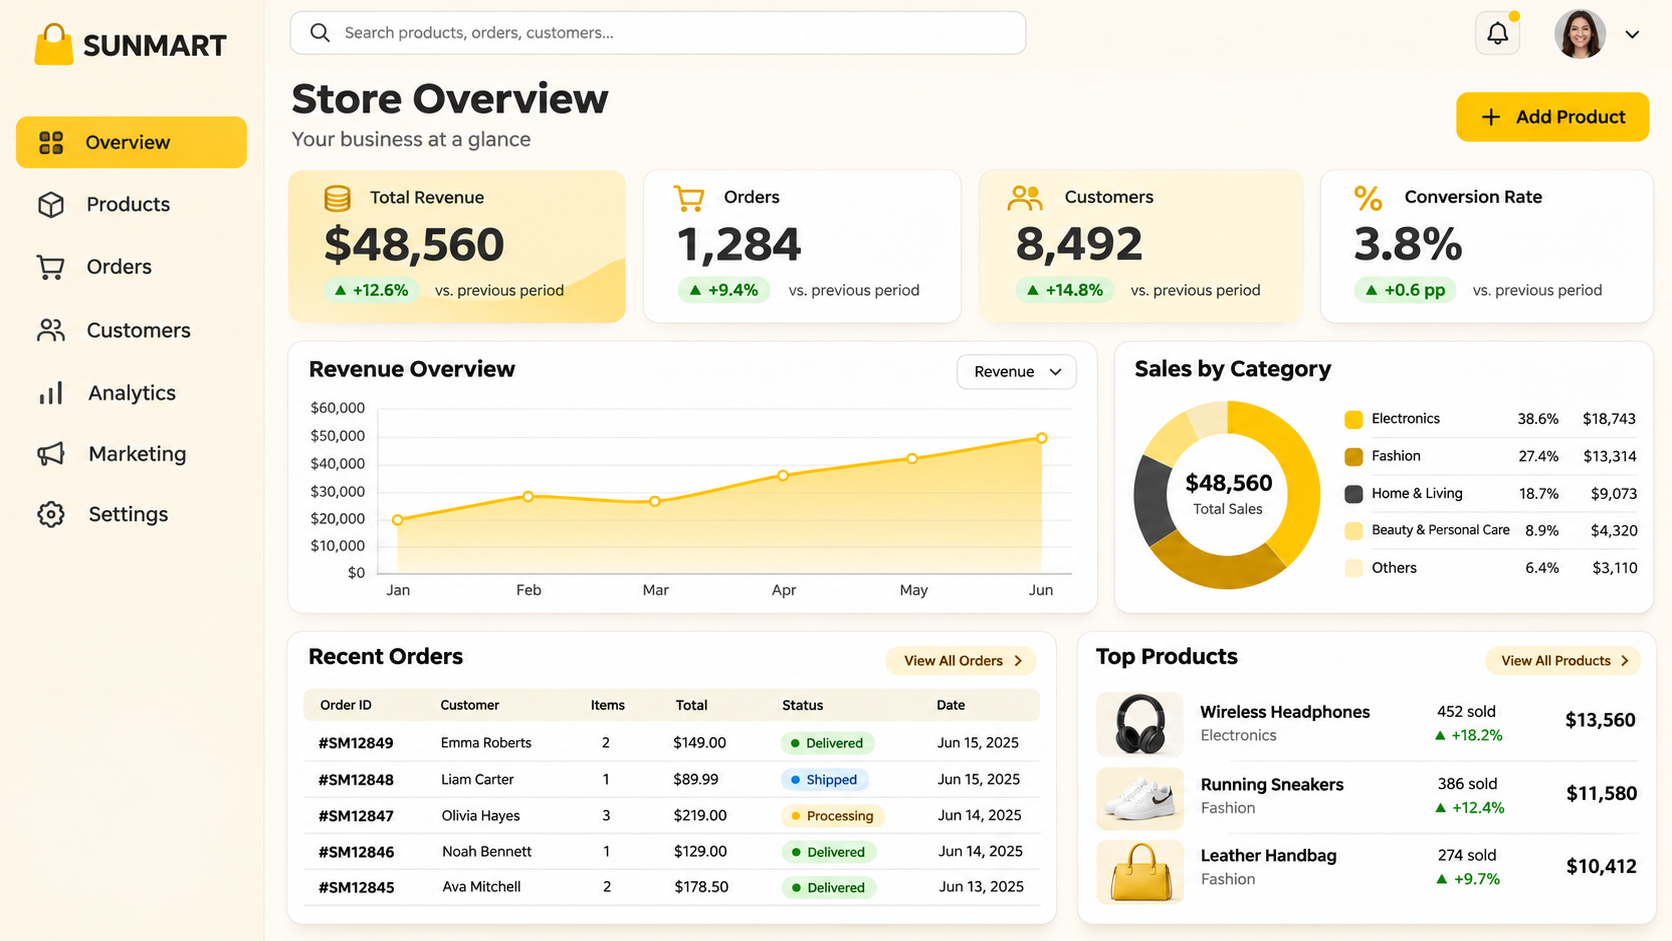 SUNMART
Search products, orders, customers...
Overview
Products
Orders
Customers
Analytics
Marketing
Settings
Store Overview
Your business at a glance
+ Add Product
Total Revenue
$48,560
▲ +12.6% vs. previous period
Orders
1,284
▲ +9.4% vs. previous period
Customers
8,492
▲ +14.8% vs. previous period
% Conversion Rate
3.8%
▲ +0.6 pp vs. previous period
Revenue Overview
Revenue
$60,000
$50,000
$40,000
$30,000
$20,000
$10,000
$0
Jan Feb Mar Apr May Jun
Sales by Category
$48,560
Total Sales
Electronics 38.6% $18,743
Fashion 27.4% $13,314
Home & Living 18.7% $9,073
Beauty & Personal Care 8.9% $4,320
Others 6.4% $3,110
Recent Orders
View All Orders
Order ID Customer Items Total Status Date
#SM12849 Emma Roberts 2 $149.00 Delivered Jun 15, 2025
#SM12848 Liam Carter 1 $89.99 Shipped Jun 15, 2025
#SM12847 Olivia Hayes 3 $219.00 Processing Jun 14, 2025
#SM12846 Noah Bennett 1 $129.00 Delivered Jun 14, 2025
#SM12845 Ava Mitchell 2 $178.50 Delivered Jun 13, 2025
Top Products
View All Products
Wireless Headphones 452 sold $13,560
Electronics ▲ +18.2%
Running Sneakers 386 sold $11,580
Fashion ▲ +12.4%
Leather Handbag 274 sold $10,412
Fashion ▲ +9.7%